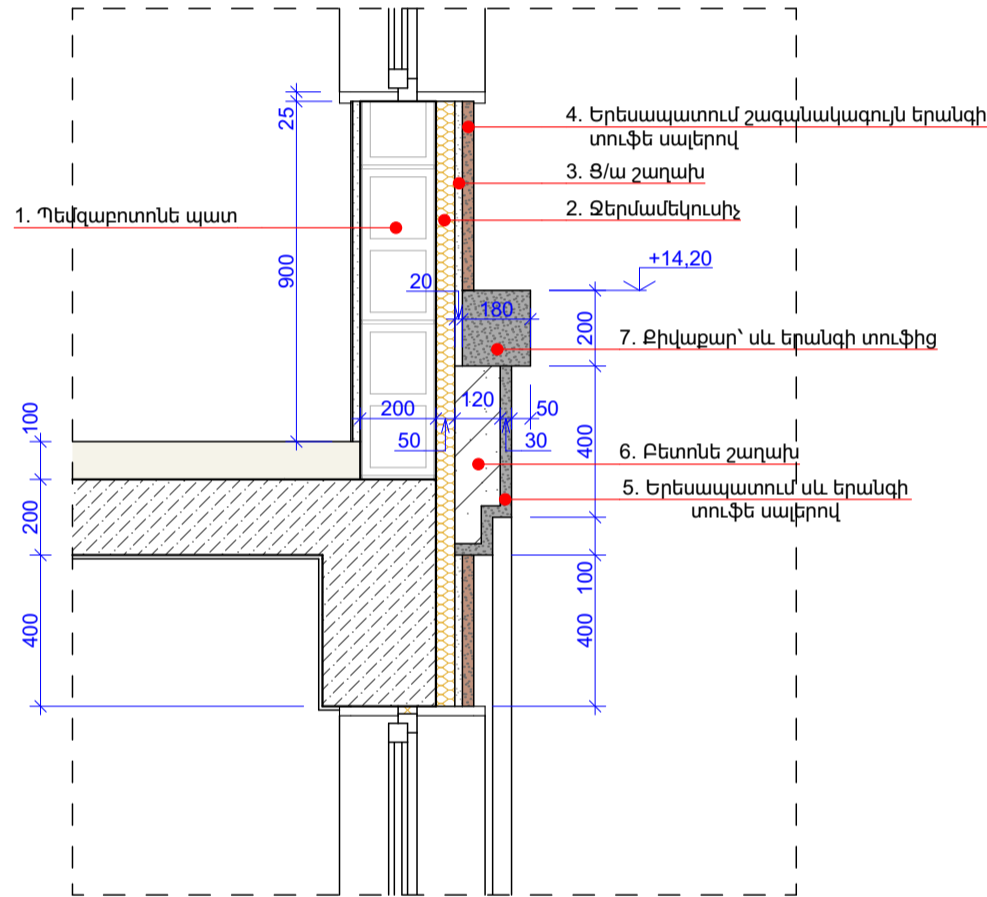 4. Երեսապատում շագանակագույն երանգի
տուֆե սալերով
3. Ց/ա շաղախ
1. Պեմզաբոտոնե պատ
2. Ջերմամեկուսիչ
25
900
+14,20
20
180
200
7. Քիվաքար՝ սև երանգի տուֆից
200
120
50
50
30
400
100
6. Բետոնե շաղախ
5. Երեսապատում սև երանգի
տուֆե սալերով
200
100
400
400